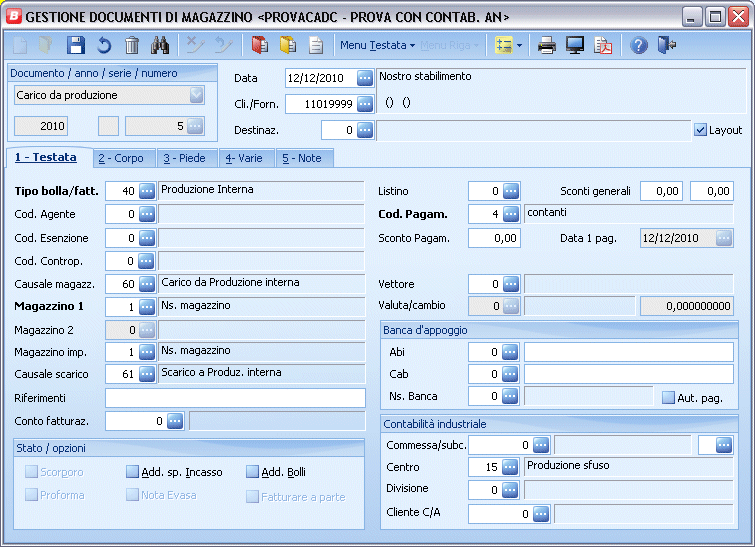 B GESTIONE DOCUMENTI DI MAGAZZINO <PROVACADC - PROVA CON CONTAB. AN>
Menu Testata Menu Riga
Documento / anno / serie / numero
Carico da produzione
2010 5
Data 12/12/2010 Nostro stabilimento
Cli./Forn. 11019999 () ()
Destinaz. 0 Layout
1 - Testata 2 - Corpo 3 - Piede 4- Varie 5 - Note
Tipo bolla/fatt. 40 Produzione Interna
Cod. Agente 0
Cod. Esenzione 0
Cod. Controp. 0
Causale magazz. 60 Carico da Produzione interna
Magazzino 1 1 Ns. magazzino
Magazzino 2 0
Magazzino imp. 1 Ns. magazzino
Causale scarico 61 Scarico a Produz. interna
Riferimenti
Conto fatturaz. 0
Stato / opzioni
Scorporo Add. sp. Incasso Add. Bolli
Proforma Nota Evasa Fatturare a parte
Listino 0 Sconti generali 0,00 0,00
Cod. Pagam. 4 contanti
Sconto Pagam. 0,00 Data 1 pag. 12/12/2010
Vettore 0
Valuta/cambio 0 0,000000000
Banca d'appoggio
Abi 0
Cab 0
Ns. Banca 0 Aut. pag.
Contabilità industriale
Commessa/subc. 0
Centro 15 Produzione sfuso
Divisione 0
Cliente C/A 0